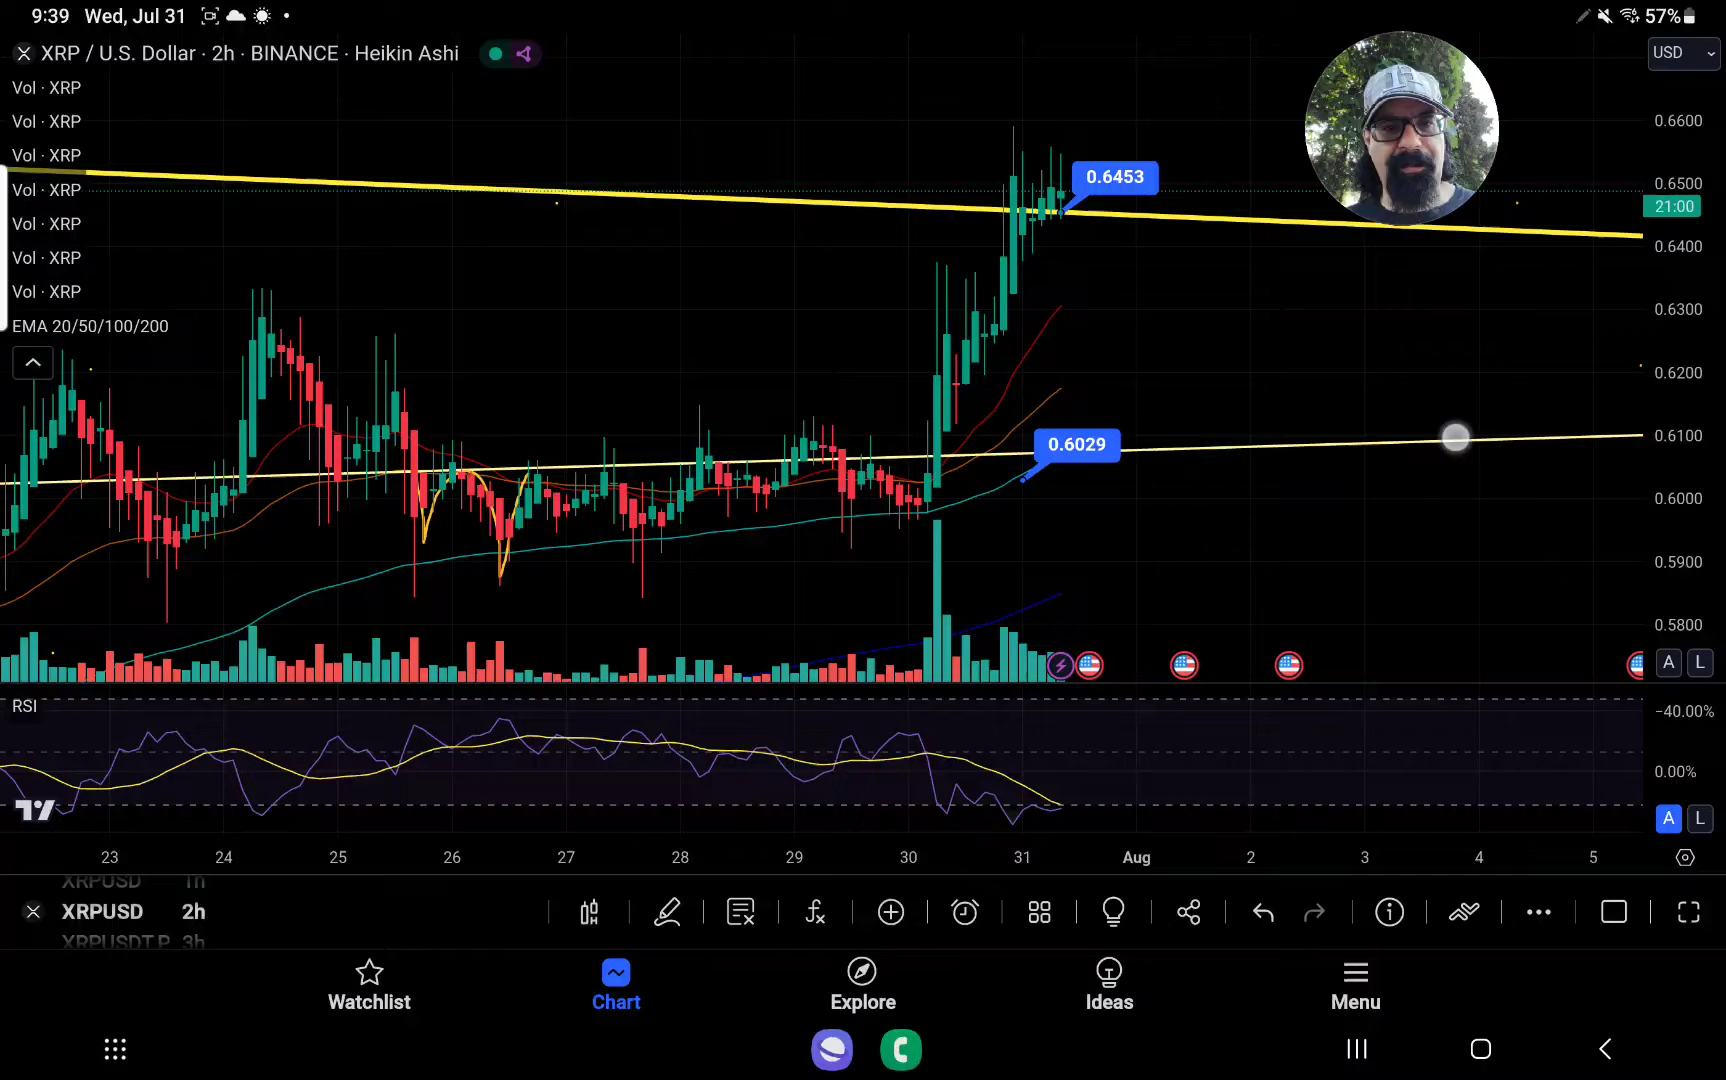 9:39 Wed, Jul 31 57%
XRP / U.S. Dollar · 2h · BINANCE · Heikin Ashi
USD
Vol · XRP
Vol · XRP
Vol · XRP
Vol · XRP
Vol · XRP
Vol · XRP
Vol · XRP
EMA 20/50/100/200
0.6453
0.6029
0.6600
0.6500
21:00
0.6400
0.6300
0.6200
0.6100
0.6000
0.5900
0.5800
A L
RSI
−40.00%
0.00%
A L
23 24 25 26 27 28 29 30 31 Aug 2 3 4 5
XRPUSD 1h
XRPUSD 2h
XRPUSDT.P 3h
Watchlist Chart Explore Ideas Menu